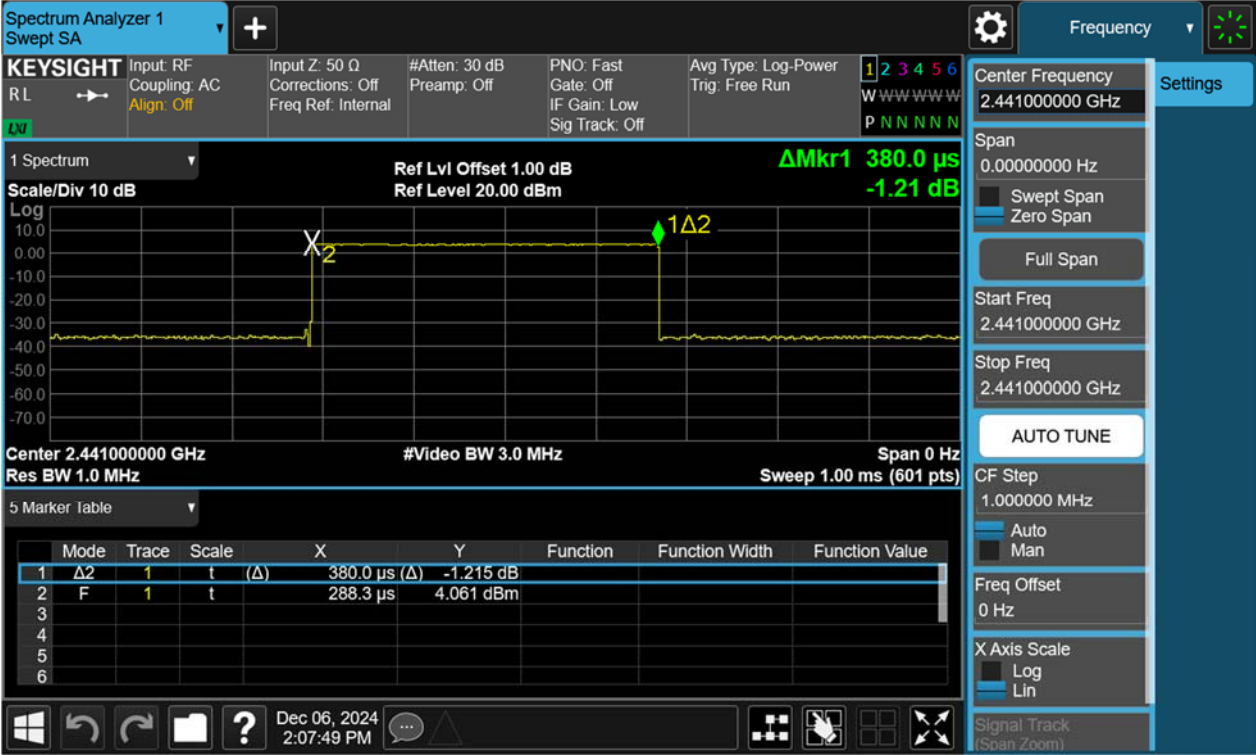 Spectrum Analyzer 1
Swept SA
Frequency
KEYSIGHT
RL
LXI
Input: RF
Coupling: AC
Align: Off
Input Z: 50 Ω
Corrections: Off
Freq Ref: Internal
#Atten: 30 dB
Preamp: Off
PNO: Fast
Gate: Off
IF Gain: Low
Sig Track: Off
Avg Type: Log-Power
Trig: Free Run
1 2 3 4 5 6
W W W W W W
P N N N N N
1 Spectrum
Scale/Div 10 dB
Ref Lvl Offset 1.00 dB
Ref Level 20.00 dBm
ΔMkr1 380.0 µs
-1.21 dB
Log
10.0
0.00
-10.0
-20.0
-30.0
-40.0
-50.0
-60.0
-70.0
X2
1Δ2
Center 2.441000000 GHz
#Video BW 3.0 MHz
Span 0 Hz
Res BW 1.0 MHz
Sweep 1.00 ms (601 pts)
5 Marker Table
Mode Trace Scale X Y Function Function Width Function Value
1 Δ2 1 t (Δ) 380.0 µs (Δ) -1.215 dB
2 F 1 t 288.3 µs 4.061 dBm
3
4
5
6
Dec 06, 2024
2:07:49 PM
Center Frequency
2.441000000 GHz
Settings
Span
0.00000000 Hz
Swept Span
Zero Span
Full Span
Start Freq
2.441000000 GHz
Stop Freq
2.441000000 GHz
AUTO TUNE
CF Step
1.000000 MHz
Auto
Man
Freq Offset
0 Hz
X Axis Scale
Log
Lin
Signal Track
(Span Zoom)